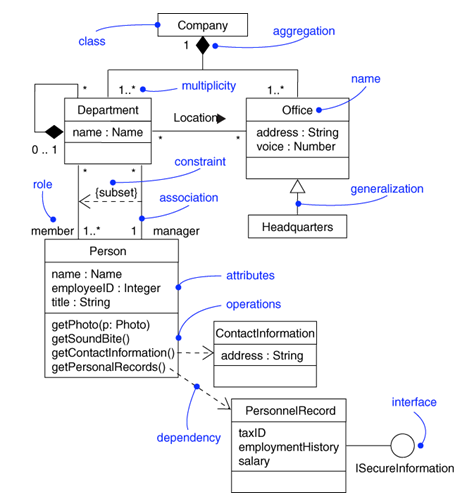 Company
class
1
aggregation
*
1..*
multiplicity
1..*
name
Department
name : Name
Location
Office
address : String
voice : Number
0 .. 1
*
*
*
*
constraint
{subset}
role
association
generalization
member
1..*
1
manager
Headquarters
Person
name : Name
employeeID : Integer
title : String
attributes
getPhoto(p: Photo)
getSoundBite()
getContactInformation()
getPersonalRecords()
operations
ContactInformation
address : String
dependency
PersonnelRecord
taxID
employmentHistory
salary
interface
ISecureInformation